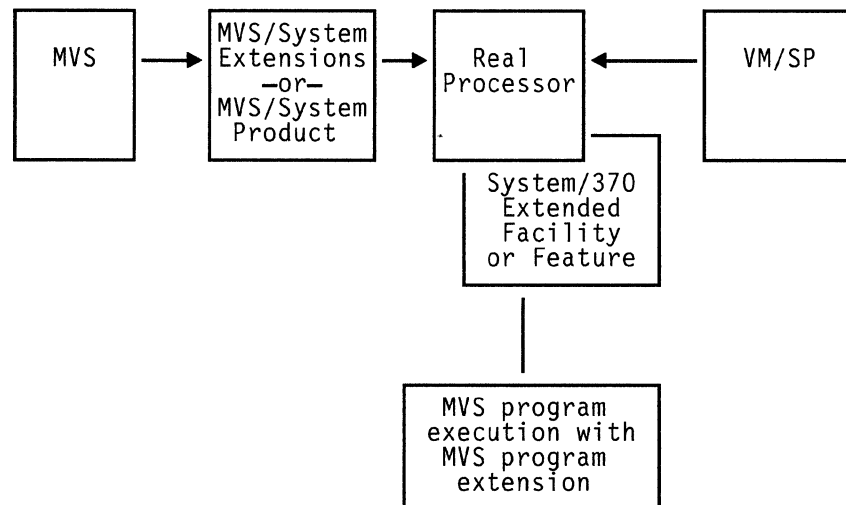 MVS
MVS/System
Extensions
—or—
MVS/System
Product
Real
Processor
VM/SP
System/370
Extended
Facility
or Feature
MVS program
execution with
MVS program
extension